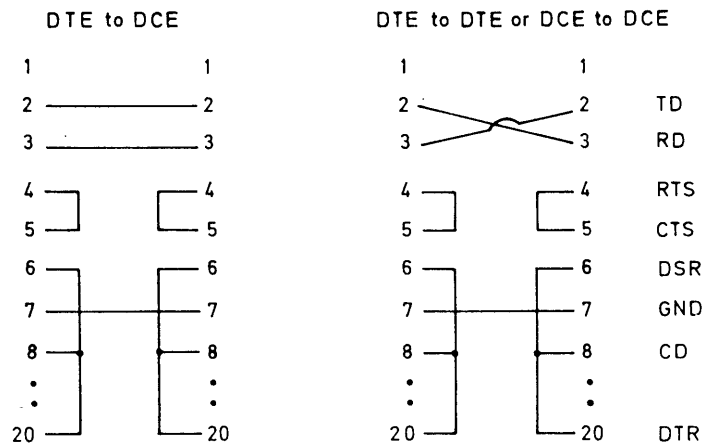 DTE to DCE    DTE to DTE or DCE to DCE
1 1 1 1
2 2 2 2 TD
3 3 3 3 RD
4 4 4 4 RTS
5 5 5 5 CTS
6 6 6 6 DSR
7 7 7 7 GND
8 8 8 8 CD
20 20 20 20 DTR